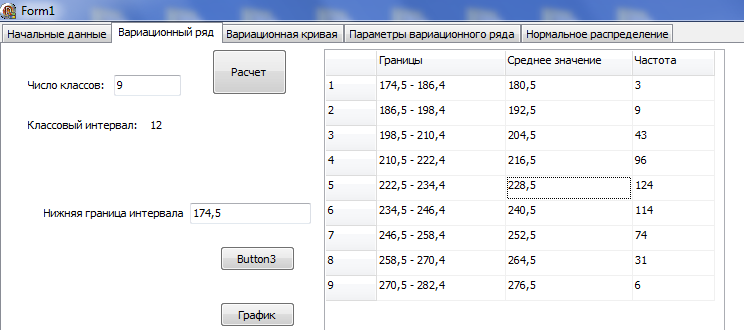 Form1
Начальные данные Вариационный ряд Вариационная кривая Параметры вариационного ряда Нормальное распределение
Число классов: 9
Расчет
Классовый интервал: 12
Нижняя граница интервала 174,5
Button3
График
Границы Среднее значение Частота
1 174,5 - 186,4 180,5 3
2 186,5 - 198,4 192,5 9
3 198,5 - 210,4 204,5 43
4 210,5 - 222,4 216,5 96
5 222,5 - 234,4 228,5 124
6 234,5 - 246,4 240,5 114
7 246,5 - 258,4 252,5 74
8 258,5 - 270,4 264,5 31
9 270,5 - 282,4 276,5 6